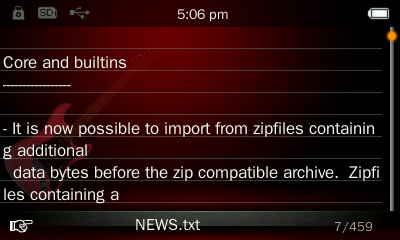 SD
5:06 pm
Core and builtins
-----------------
- It is now possible to import from zipfiles containin
g additional
  data bytes before the zip compatible archive.  Zipfi
les containing a
NEWS.txt
7/459